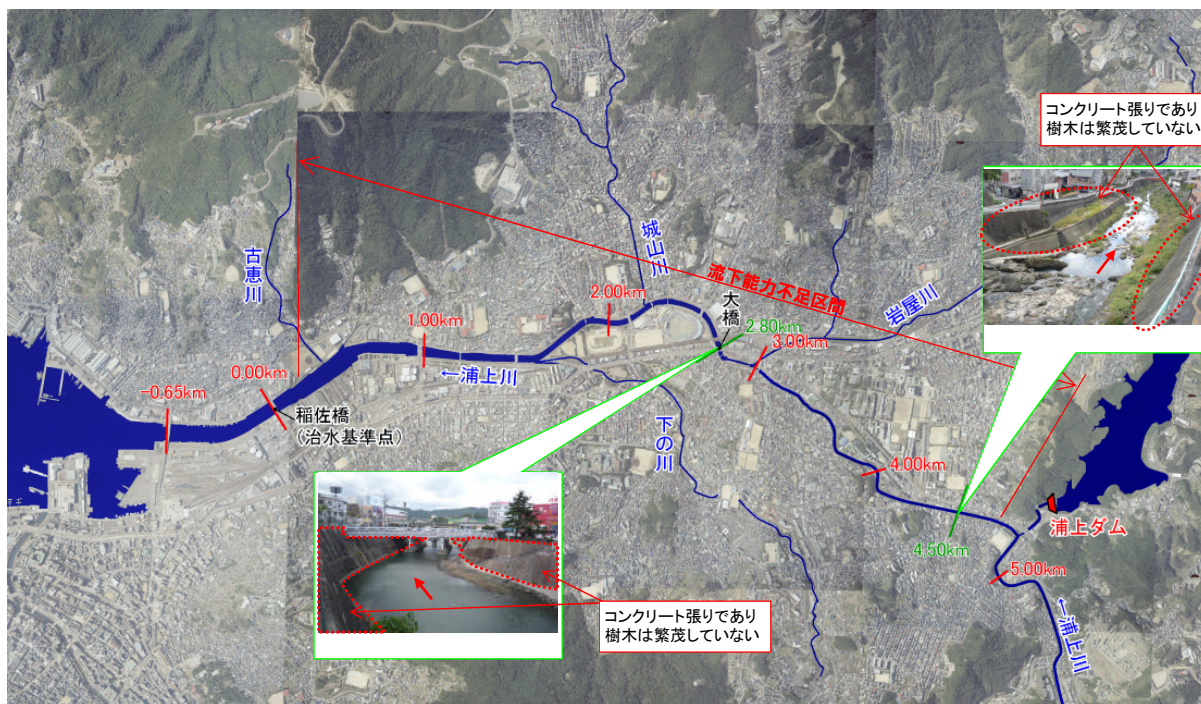 コンクリート張りであり
樹木は繁茂していない
古恵川
城山川
流下能力不足区間
大橋
岩屋川
2.00km
2.80km
3.00km
1.00km
0.00km
-0.65km
←浦上川
稲佐橋
(治水基準点)
下の川
4.00km
4.50km
浦上ダム
5.00km
←浦上川
コンクリート張りであり
樹木は繁茂していない